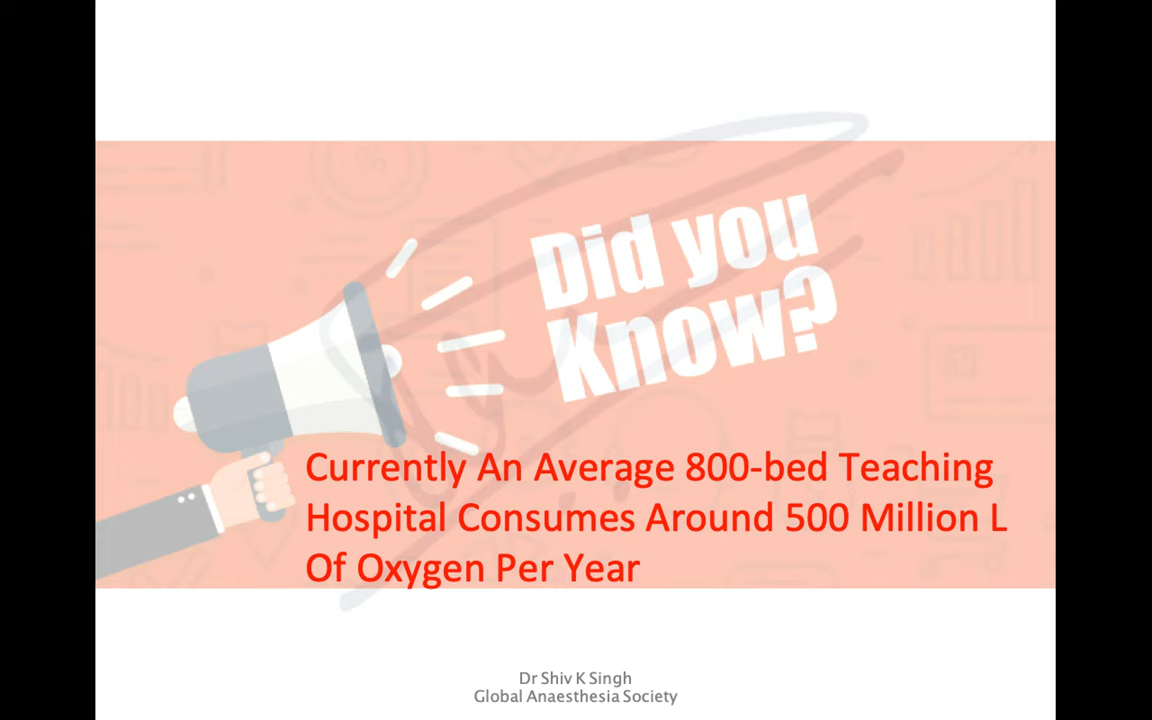 Did you
Know?
Currently An Average 800-bed Teaching
Hospital Consumes Around 500 Million L
Of Oxygen Per Year
Dr Shiv K Singh
Global Anaesthesia Society